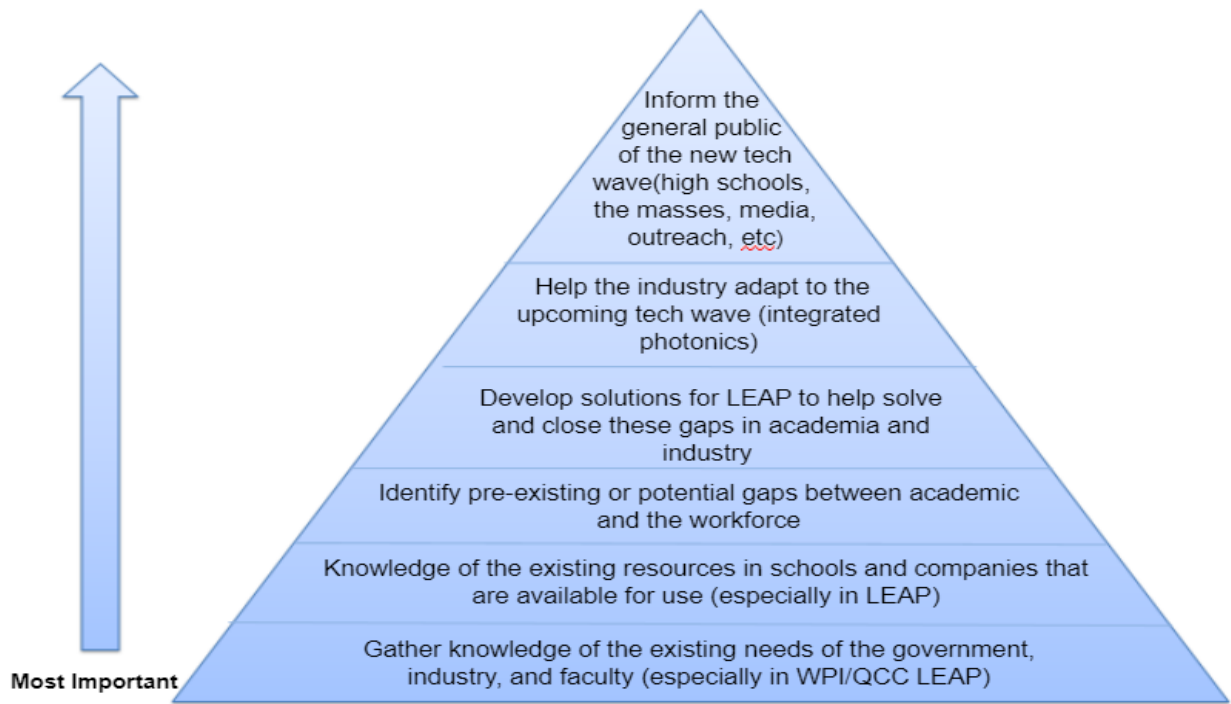 Inform the
general public
of the new tech
wave(high schools,
the masses, media,
outreach, etc)
Help the industry adapt to the
upcoming tech wave (integrated
photonics)
Develop solutions for LEAP to help solve
and close these gaps in academia and
industry
Identify pre-existing or potential gaps between academic
and the workforce
Knowledge of the existing resources in schools and companies that
are available for use (especially in LEAP)
Gather knowledge of the existing needs of the government,
industry, and faculty (especially in WPI/QCC LEAP)
Most Important